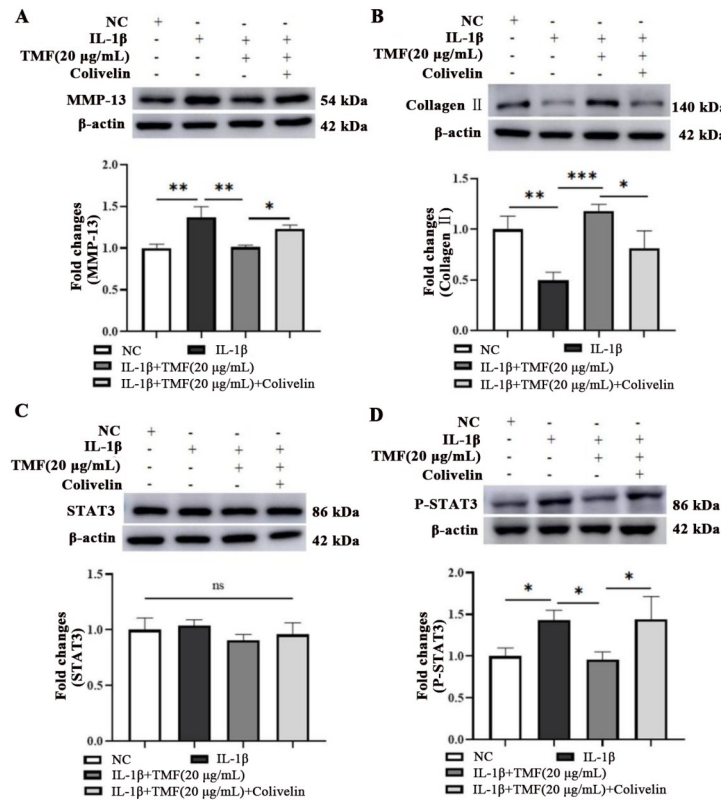 A
NC + - - -
IL-1β - + + +
TMF(20 μg/mL) - - + +
Colivelin - - - +
MMP-13 54 kDa
β-actin 42 kDa
Fold changes
(MMP-13)
2.0
1.5
1.0
0.5
0.0
** ** *
NC IL-1β
IL-1β+TMF(20 μg/mL)
IL-1β+TMF(20 μg/mL)+Colivelin
B
NC + - - -
IL-1β - + + +
TMF(20 μg/mL) - - + +
Colivelin - - - +
Collagen Ⅱ 140 kDa
β-actin 42 kDa
Fold changes
(Collagen Ⅱ)
1.5
1.0
0.5
0.0
** *** *
NC IL-1β
IL-1β+TMF(20 μg/mL)
IL-1β+TMF(20 μg/mL)+Colivelin
C
NC + - - -
IL-1β - + + +
TMF(20 μg/mL) - - + +
Colivelin - - - +
STAT3 86 kDa
β-actin 42 kDa
Fold changes
(STAT3)
1.5
1.0
0.5
0.0
ns
NC IL-1β
IL-1β+TMF(20 μg/mL)
IL-1β+TMF(20 μg/mL)+Colivelin
D
NC + - - -
IL-1β - + + +
TMF(20 μg/mL) - - + +
Colivelin - - - +
P-STAT3 86 kDa
β-actin 42 kDa
Fold changes
(P-STAT3)
2.0
1.5
1.0
0.5
0.0
* * *
NC IL-1β
IL-1β+TMF(20 μg/mL)
IL-1β+TMF(20 μg/mL)+Colivelin